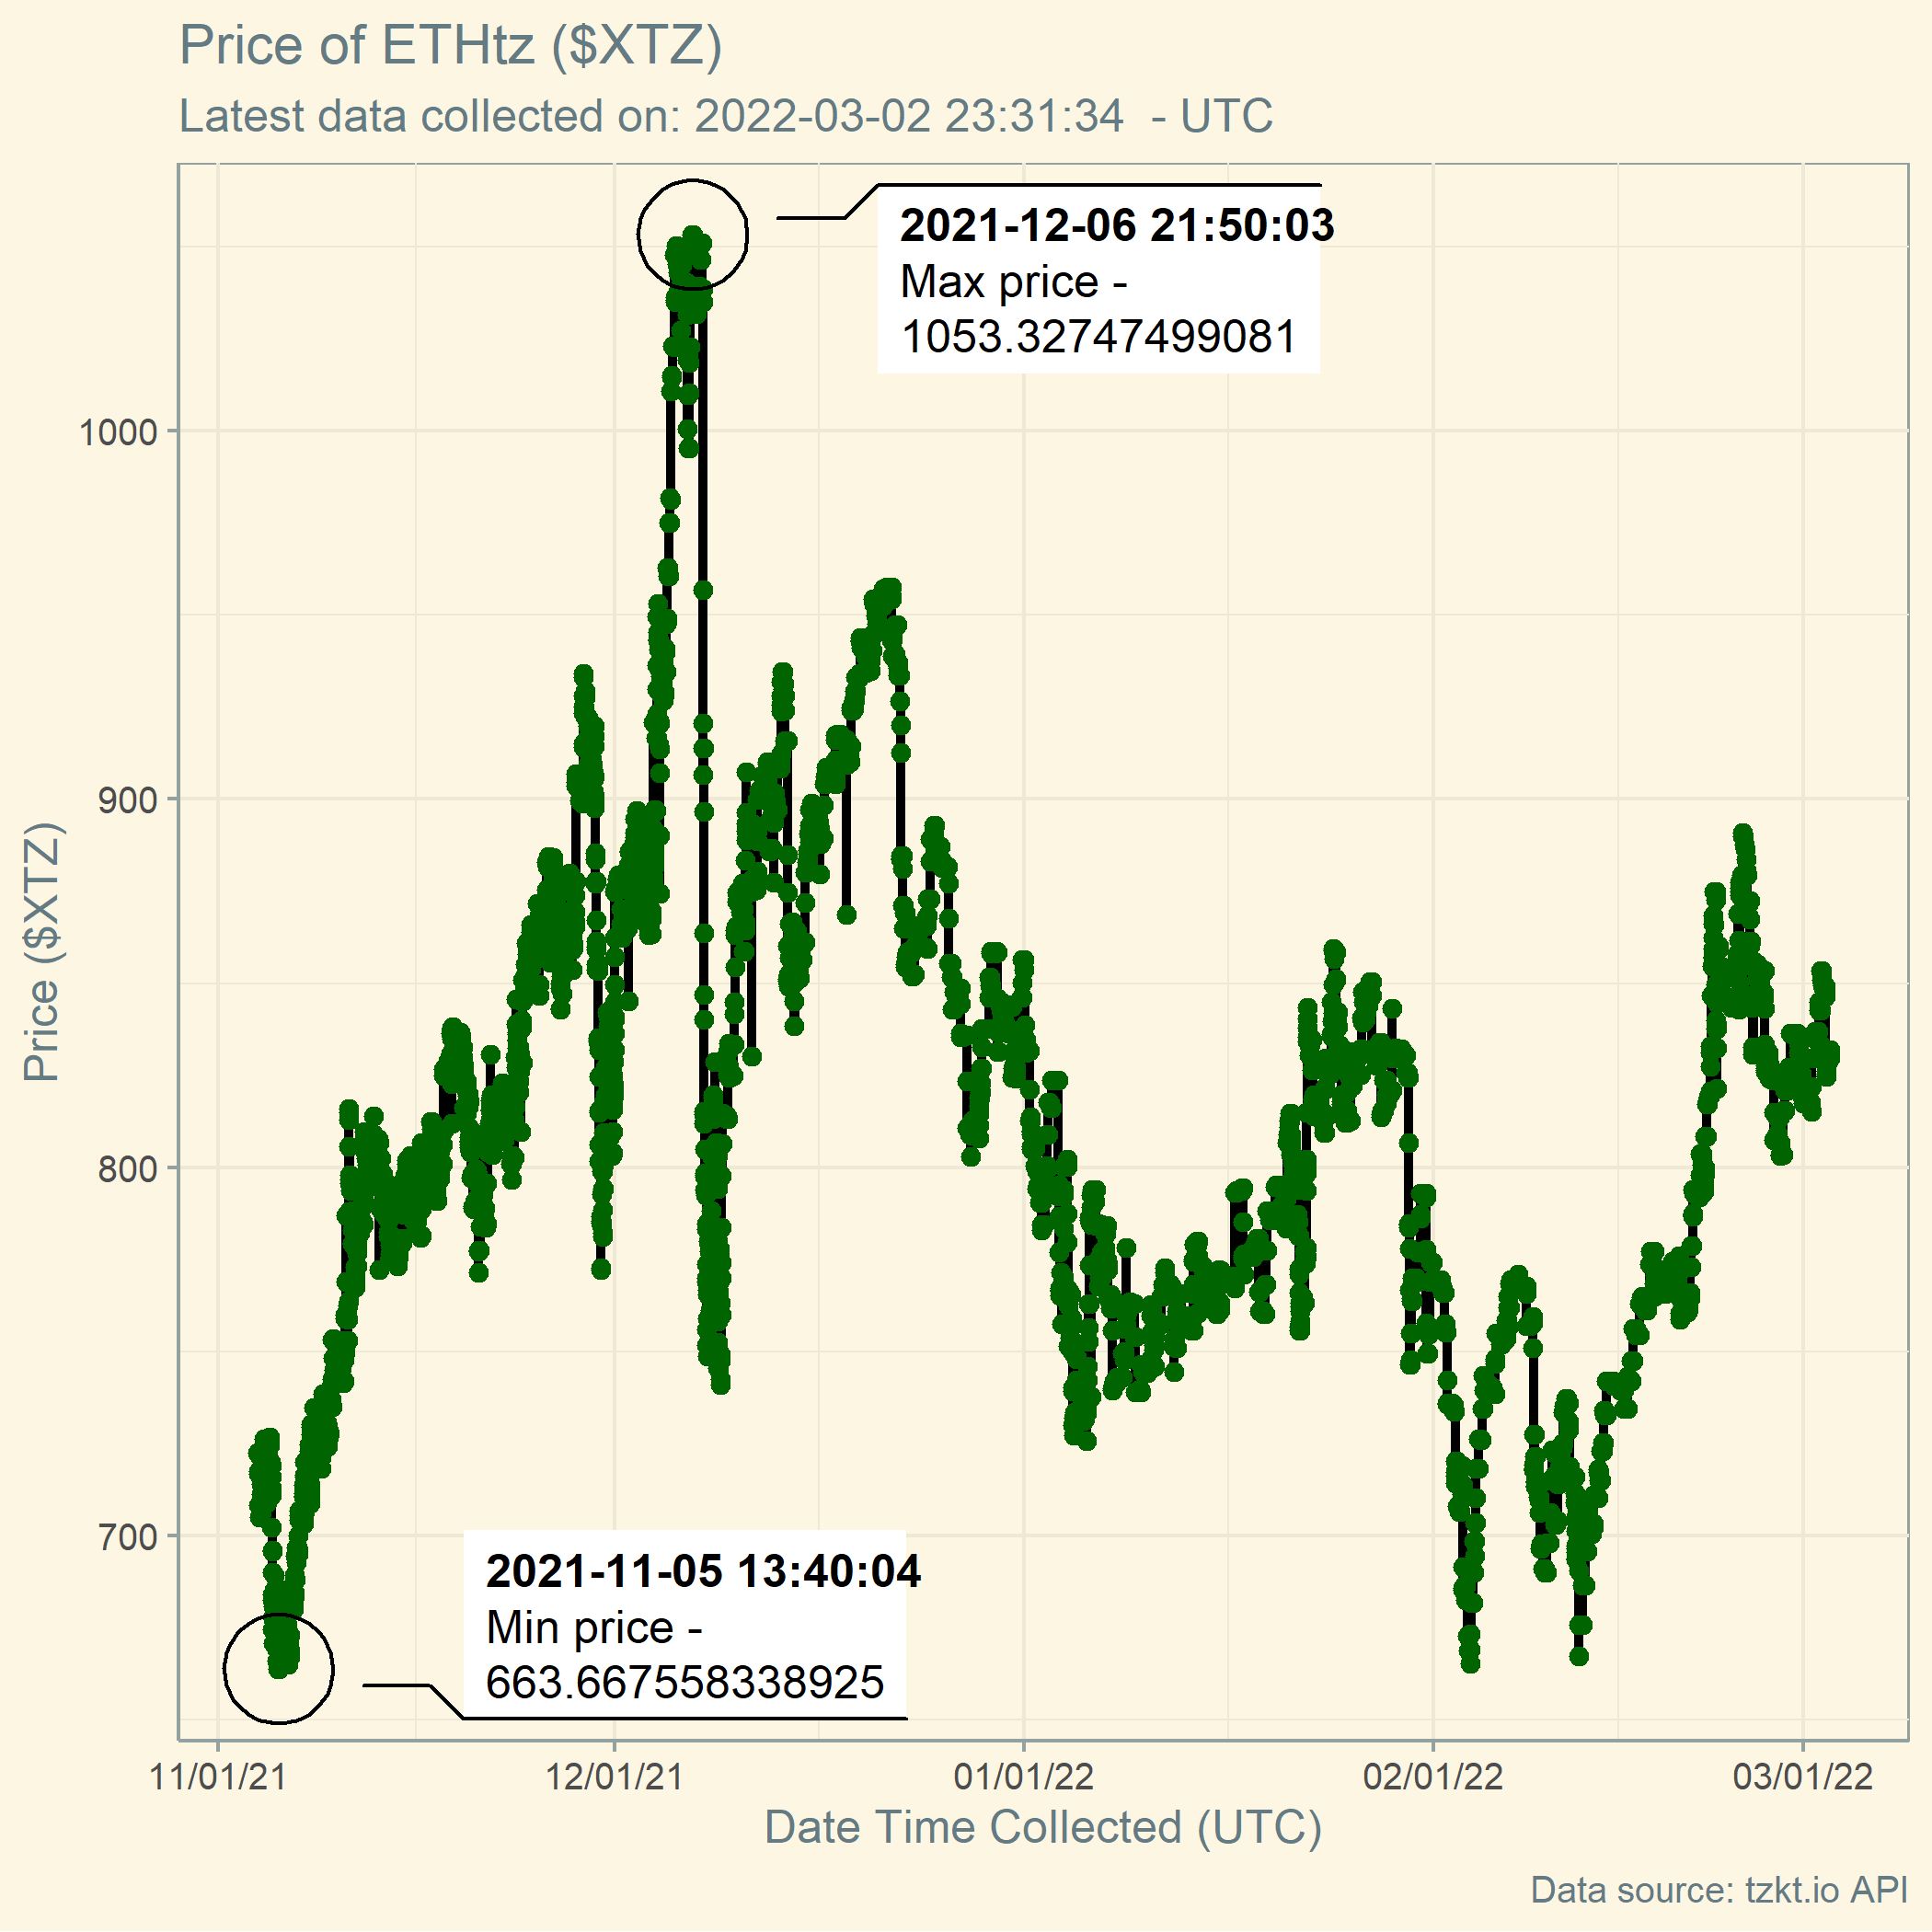 Price of ETHtz ($XTZ)
Latest data collected on: 2022-03-02 23:31:34  - UTC
2021-12-06 21:50:03
Max price -
1053.32747499081
1000
900
800
700
Price ($XTZ)
2021-11-05 13:40:04
Min price -
663.667558338925
11/01/21
12/01/21
01/01/22
02/01/22
03/01/22
Date Time Collected (UTC)
Data source: tzkt.io API